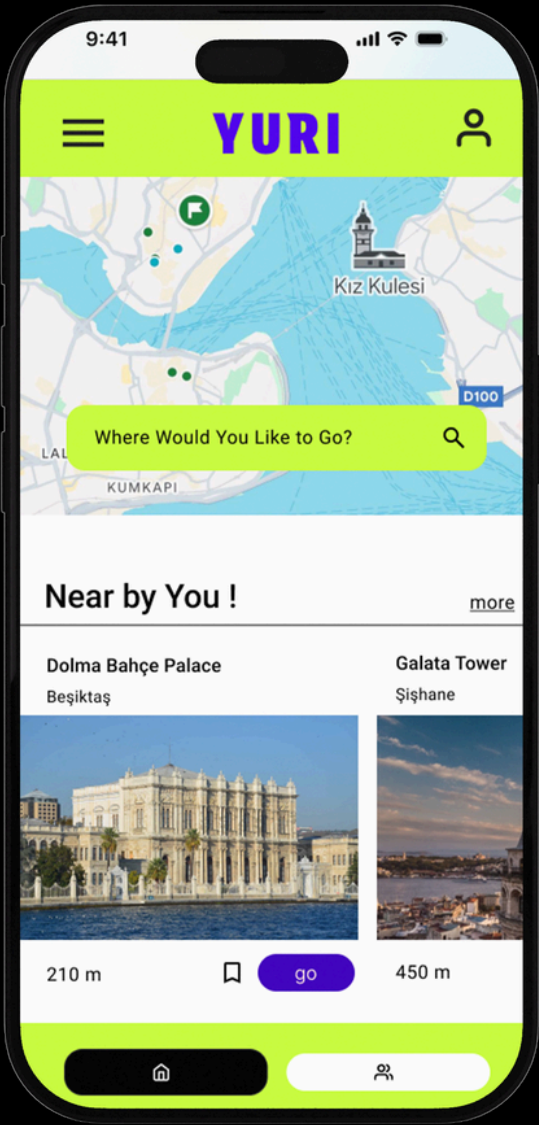 9:41
YURI
Kız Kulesi
D100
Where Would You Like to Go?
LAL
KUMKAPI
Near by You !
more
Dolma Bahçe Palace
Beşiktaş
Galata Tower
Şişhane
210 m
go
450 m